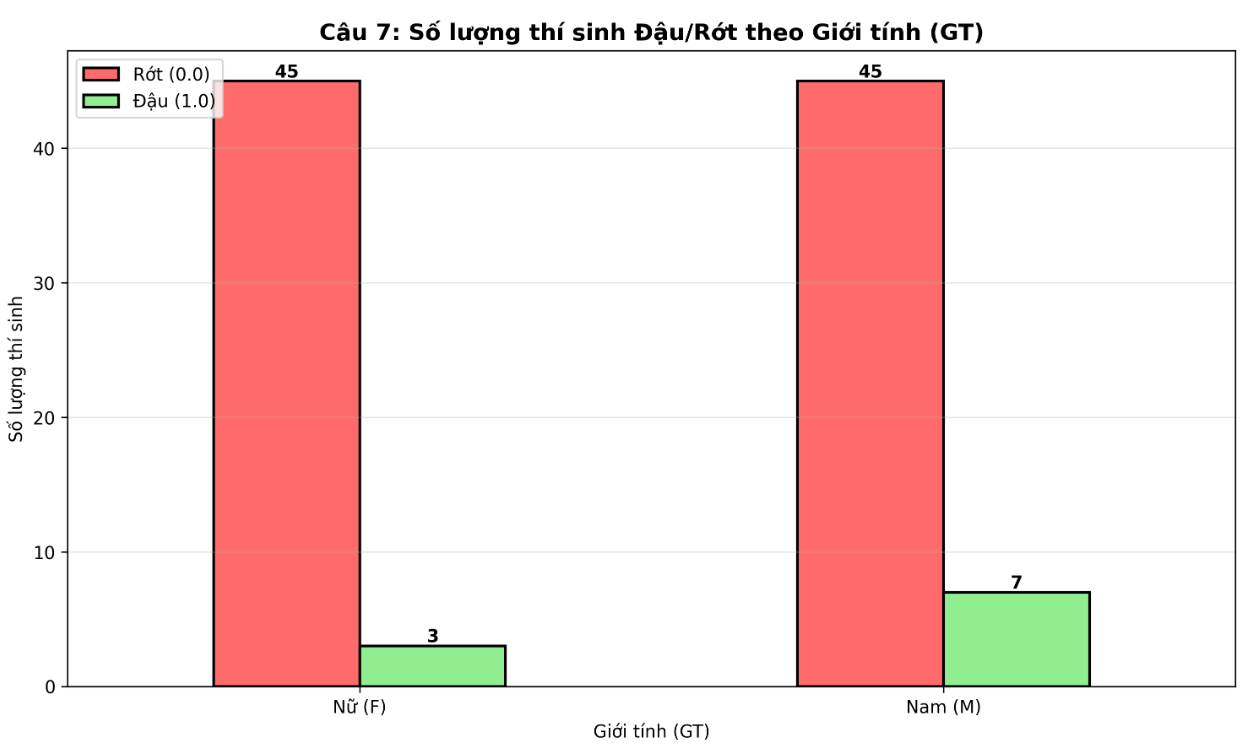 Câu 7: Số lượng thí sinh Đậu/Rớt theo Giới tính (GT)
Rớt (0.0)
Đậu (1.0)
45
45
3
7
40
30
20
10
0
Số lượng thí sinh
Nữ (F)
Nam (M)
Giới tính (GT)